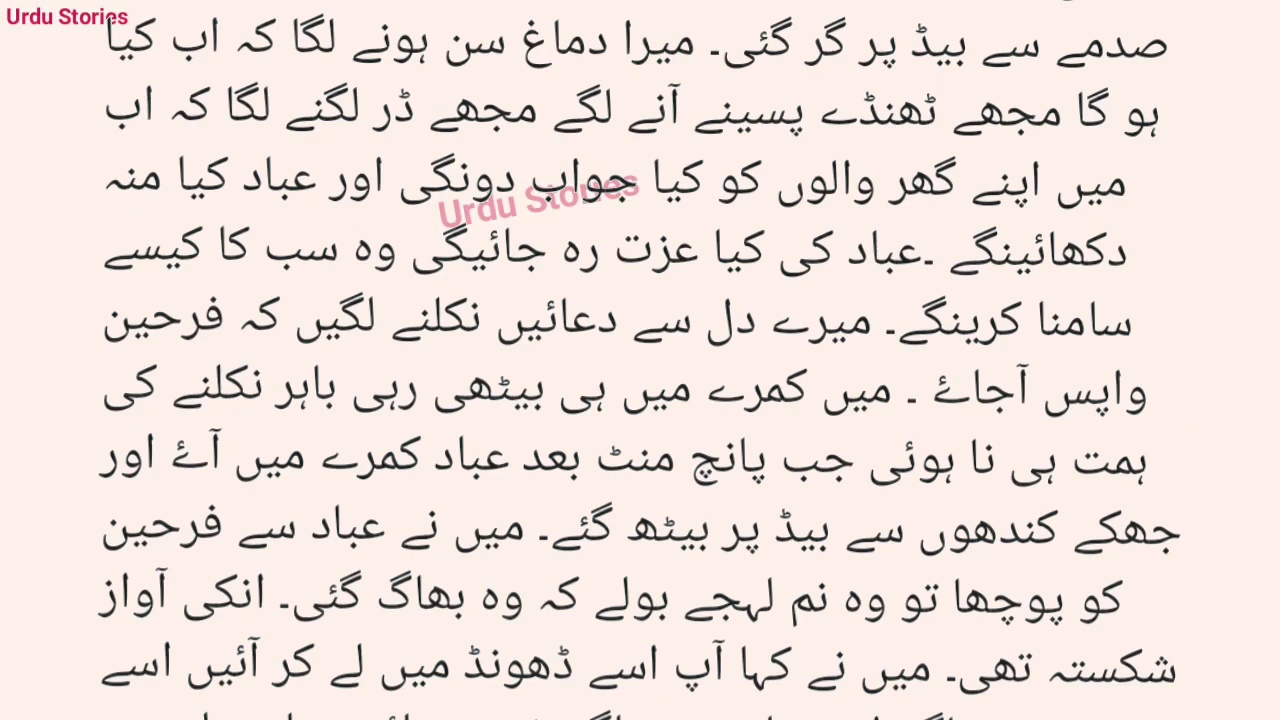 Urdu Stories
صدمے سے بیڈ پر گر گئی۔ میرا دماغ سن ہونے لگا کہ اب کیا
ہو گا مجھے ٹھنڈے پسینے آنے لگے مجھے ڈر لگنے لگا کہ اب
میں اپنے گھر والوں کو کیا جواب دونگی اور عباد کیا منہ
Urdu Stories
دکھائینگے ۔عباد کی کیا عزت رہ جائیگی وہ سب کا کیسے
سامنا کرینگے۔ میرے دل سے دعائیں نکلنے لگیں کہ فرحین
واپس آجاۓ ۔ میں کمرے میں ہی بیٹھی رہی باہر نکلنے کی
ہمت ہی نا ہوئی جب پانچ منٹ بعد عباد کمرے میں آۓ اور
جھکے کندھوں سے بیڈ پر بیٹھ گئے۔ میں نے عباد سے فرحین
کو پوچھا تو وہ نم لہجے بولے کہ وہ بھاگ گئی۔ انکی آواز
شکستہ تھی۔ میں نے کہا آپ اسے ڈھونڈ میں لے کر آئیں اسے